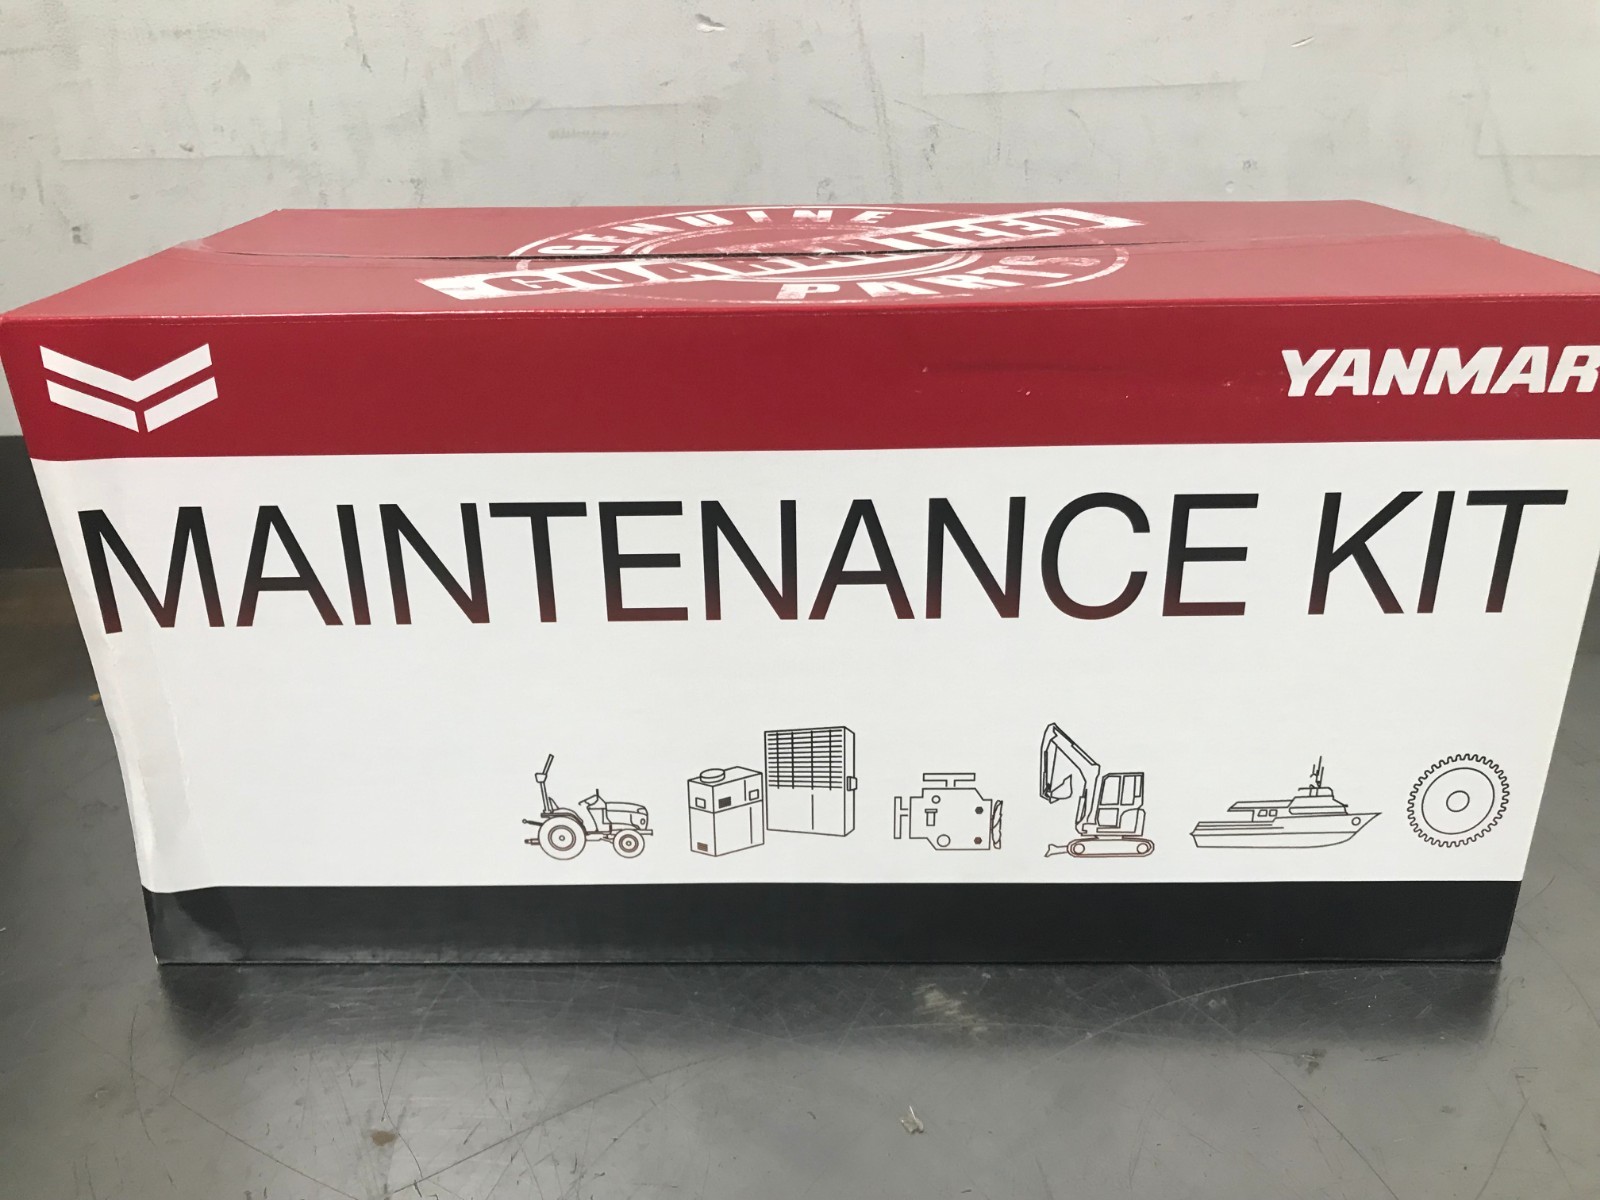 GENUINE
GUARANTEED
PARTS
YANMAR
MAINTENANCE KIT